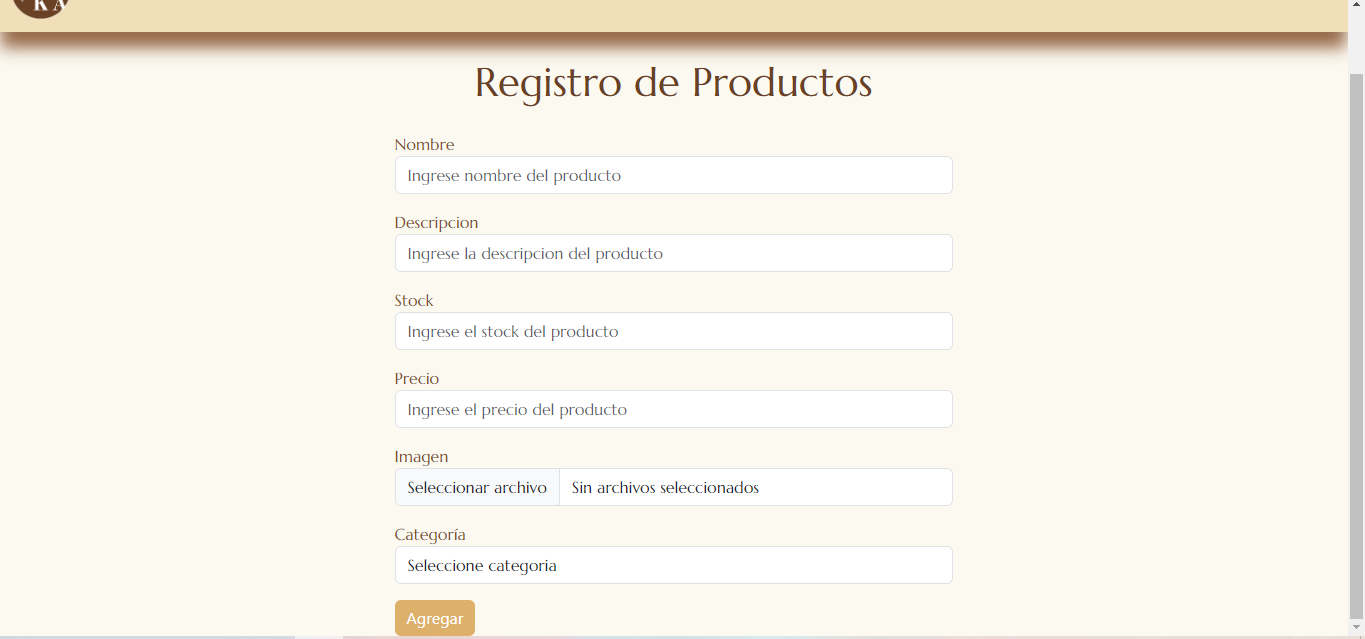 KA
Registro de Productos
Nombre
Ingrese nombre del producto
Descripcion
Ingrese la descripcion del producto
Stock
Ingrese el stock del producto
Precio
Ingrese el precio del producto
Imagen
Seleccionar archivo Sin archivos seleccionados
Categoría
Seleccione categoria
Agregar